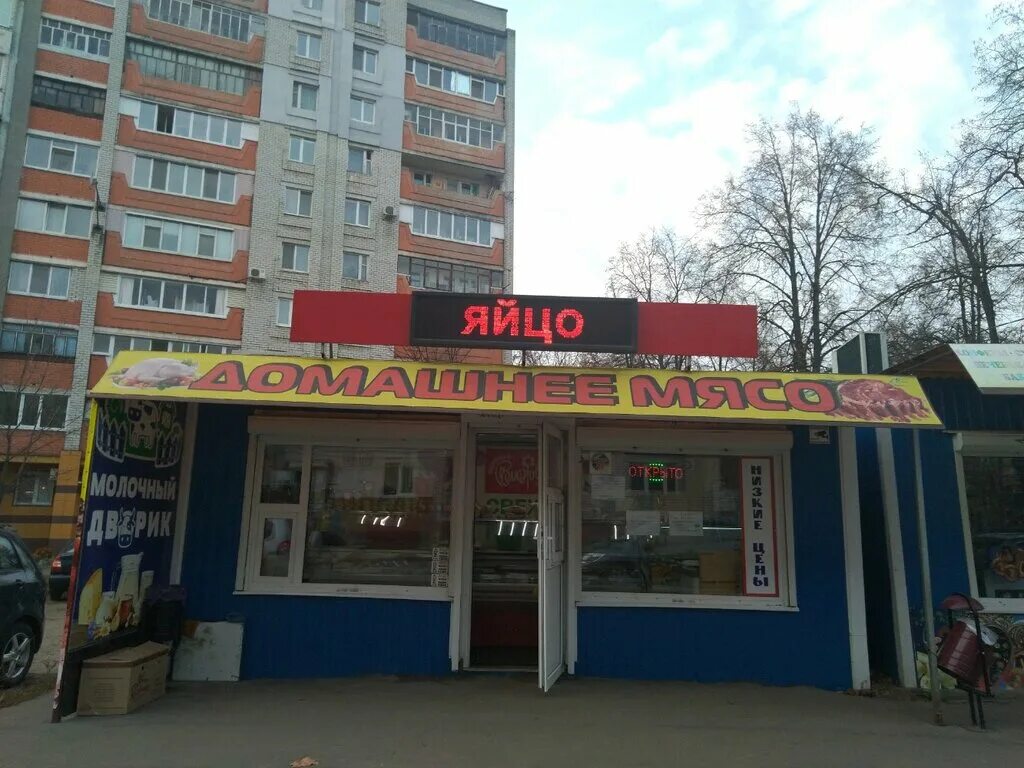 ЯЙЦО
ДОМАШНЕЕ МЯСО
МОЛОЧНЫЙ
ДВОРИК
ОТКРЫТО
НИЗКИЕ ЦЕНЫ